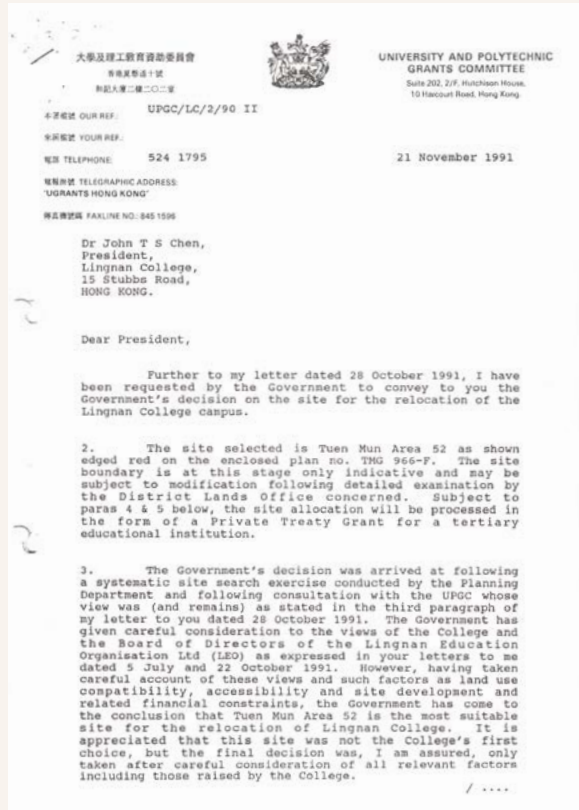 大學及理工教育資助委員會
香港夏慤道十號
和記大廈二樓二〇二室
UNIVERSITY AND POLYTECHNIC
GRANTS COMMITTEE
Suite 202, 2/F, Hutchison House,
10 Harcourt Road, Hong Kong.
本署檔號 OUR REF.: UPGC/LC/2/90 II
來函檔號 YOUR REF.:
電話 TELEPHONE: 524 1795
21 November 1991
電報掛號 TELEGRAPHIC ADDRESS:
'UGRANTS HONG KONG'
FAXLINE NO.: 845 1596
Dr John T S Chen,
President,
Lingnan College,
15 Stubbs Road,
HONG KONG.
Dear President,
Further to my letter dated 28 October 1991, I have
been requested by the Government to convey to you the
Government's decision on the site for the relocation of the
Lingnan College campus.
2. The site selected is Tuen Mun Area 52 as shown
edged red on the enclosed plan no. TMG 966-F. The site
boundary is at this stage only indicative and may be
subject to modification following detailed examination by
the District Lands Office concerned. Subject to
paras 4 & 5 below, the site allocation will be processed in
the form of a Private Treaty Grant for a tertiary
educational institution.
3. The Government's decision was arrived at following
a systematic site search exercise conducted by the Planning
Department and following consultation with the UPGC whose
view was (and remains) as stated in the third paragraph of
my letter to you dated 28 October 1991. The Government has
given careful consideration to the views of the College and
the Board of Directors of the Lingnan Education
Organisation Ltd (LEO) as expressed in your letters to me
dated 5 July and 22 October 1991. However, having taken
careful account of these views and such factors as land use
compatibility, accessibility and site development and
related financial constraints, the Government has come to
the conclusion that Tuen Mun Area 52 is the most suitable
site for the relocation of Lingnan College. It is
appreciated that this site was not the College's first
choice, but the final decision was, I am assured, only
taken after careful consideration of all relevant factors
including those raised by the College.
/ ....